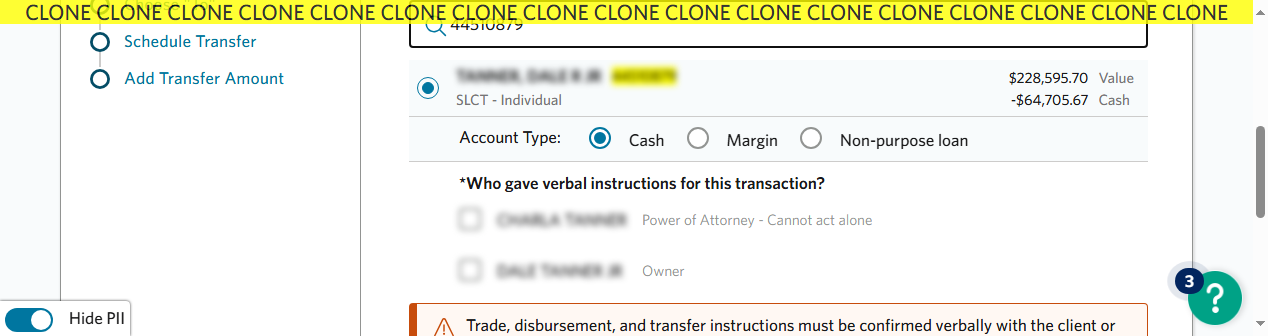 CLONE CLONE CLONE CLONE CLONE CLONE CLONE CLONE CLONE CLONE CLONE CLONE CLONE CLONE CLONE CLONE CLONE
Schedule Transfer
Add Transfer Amount
44510879
$228,595.70 Value
SLCT - Individual
-$64,705.67 Cash
Account Type: Cash Margin Non-purpose loan
*Who gave verbal instructions for this transaction?
Power of Attorney - Cannot act alone
Owner
3
?
Hide PII
Trade, disbursement, and transfer instructions must be confirmed verbally with the client or